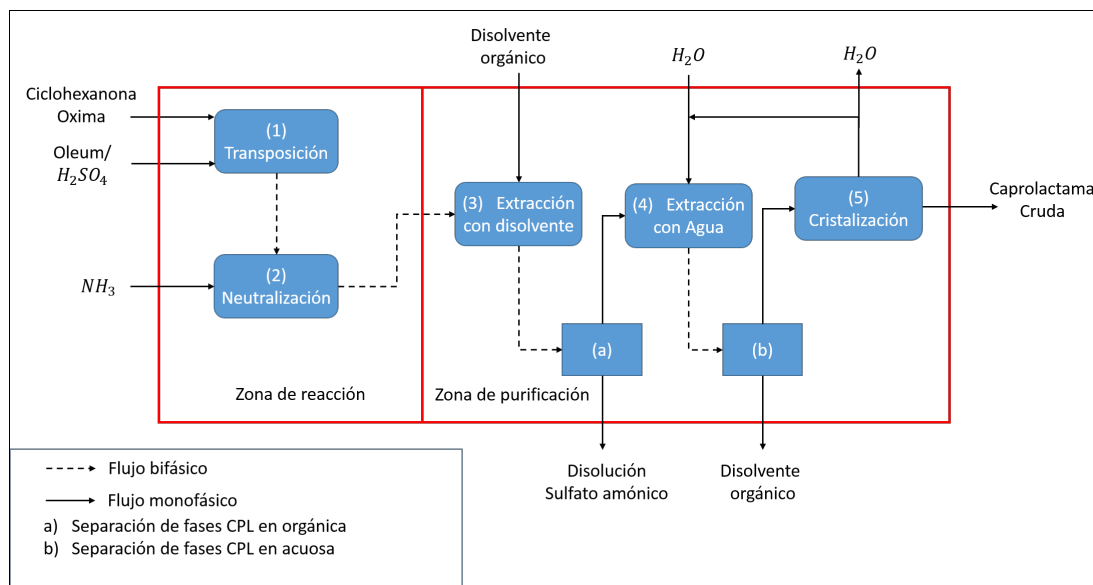 Disolvente
orgánico
H₂O
H₂O
Ciclohexanona
Oxima
Oleum/
H₂SO₄
(1)
Transposición
(3) Extracción
con disolvente
(4) Extracción
con Agua
(5)
Cristalización
Caprolactama
Cruda
NH₃
(2)
Neutralización
(a)
(b)
Zona de reacción
Zona de purificación
Disolución
Sulfato amónico
Disolvente
orgánico
Flujo bifásico
Flujo monofásico
a) Separación de fases CPL en orgánica
b) Separación de fases CPL en acuosa